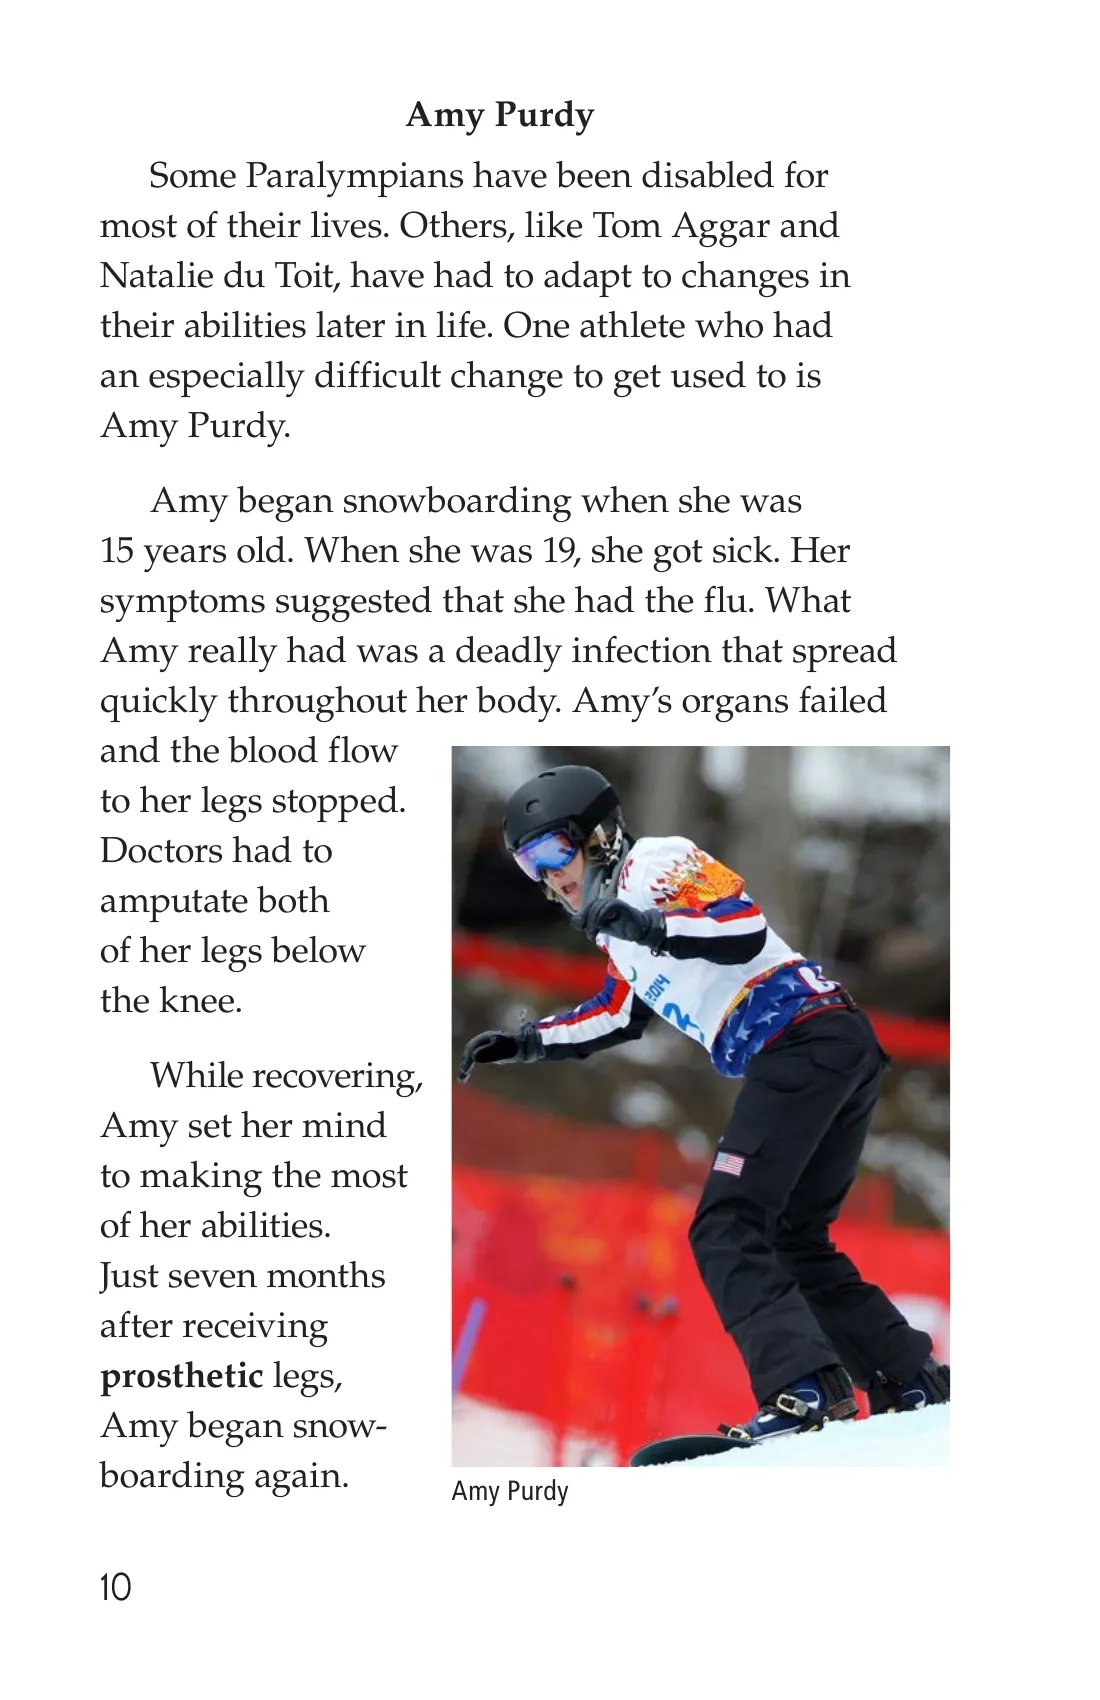 Amy Purdy
Some Paralympians have been disabled for
most of their lives. Others, like Tom Aggar and
Natalie du Toit, have had to adapt to changes in
their abilities later in life. One athlete who had
an especially difficult change to get used to is
Amy Purdy.
Amy began snowboarding when she was
15 years old. When she was 19, she got sick. Her
symptoms suggested that she had the flu. What
Amy really had was a deadly infection that spread
quickly throughout her body. Amy’s organs failed
and the blood flow
to her legs stopped.
Doctors had to
amputate both
of her legs below
the knee.
While recovering,
Amy set her mind
to making the most
of her abilities.
Just seven months
after receiving
prosthetic legs,
Amy began snow-
boarding again.
2014
2
Amy Purdy
10